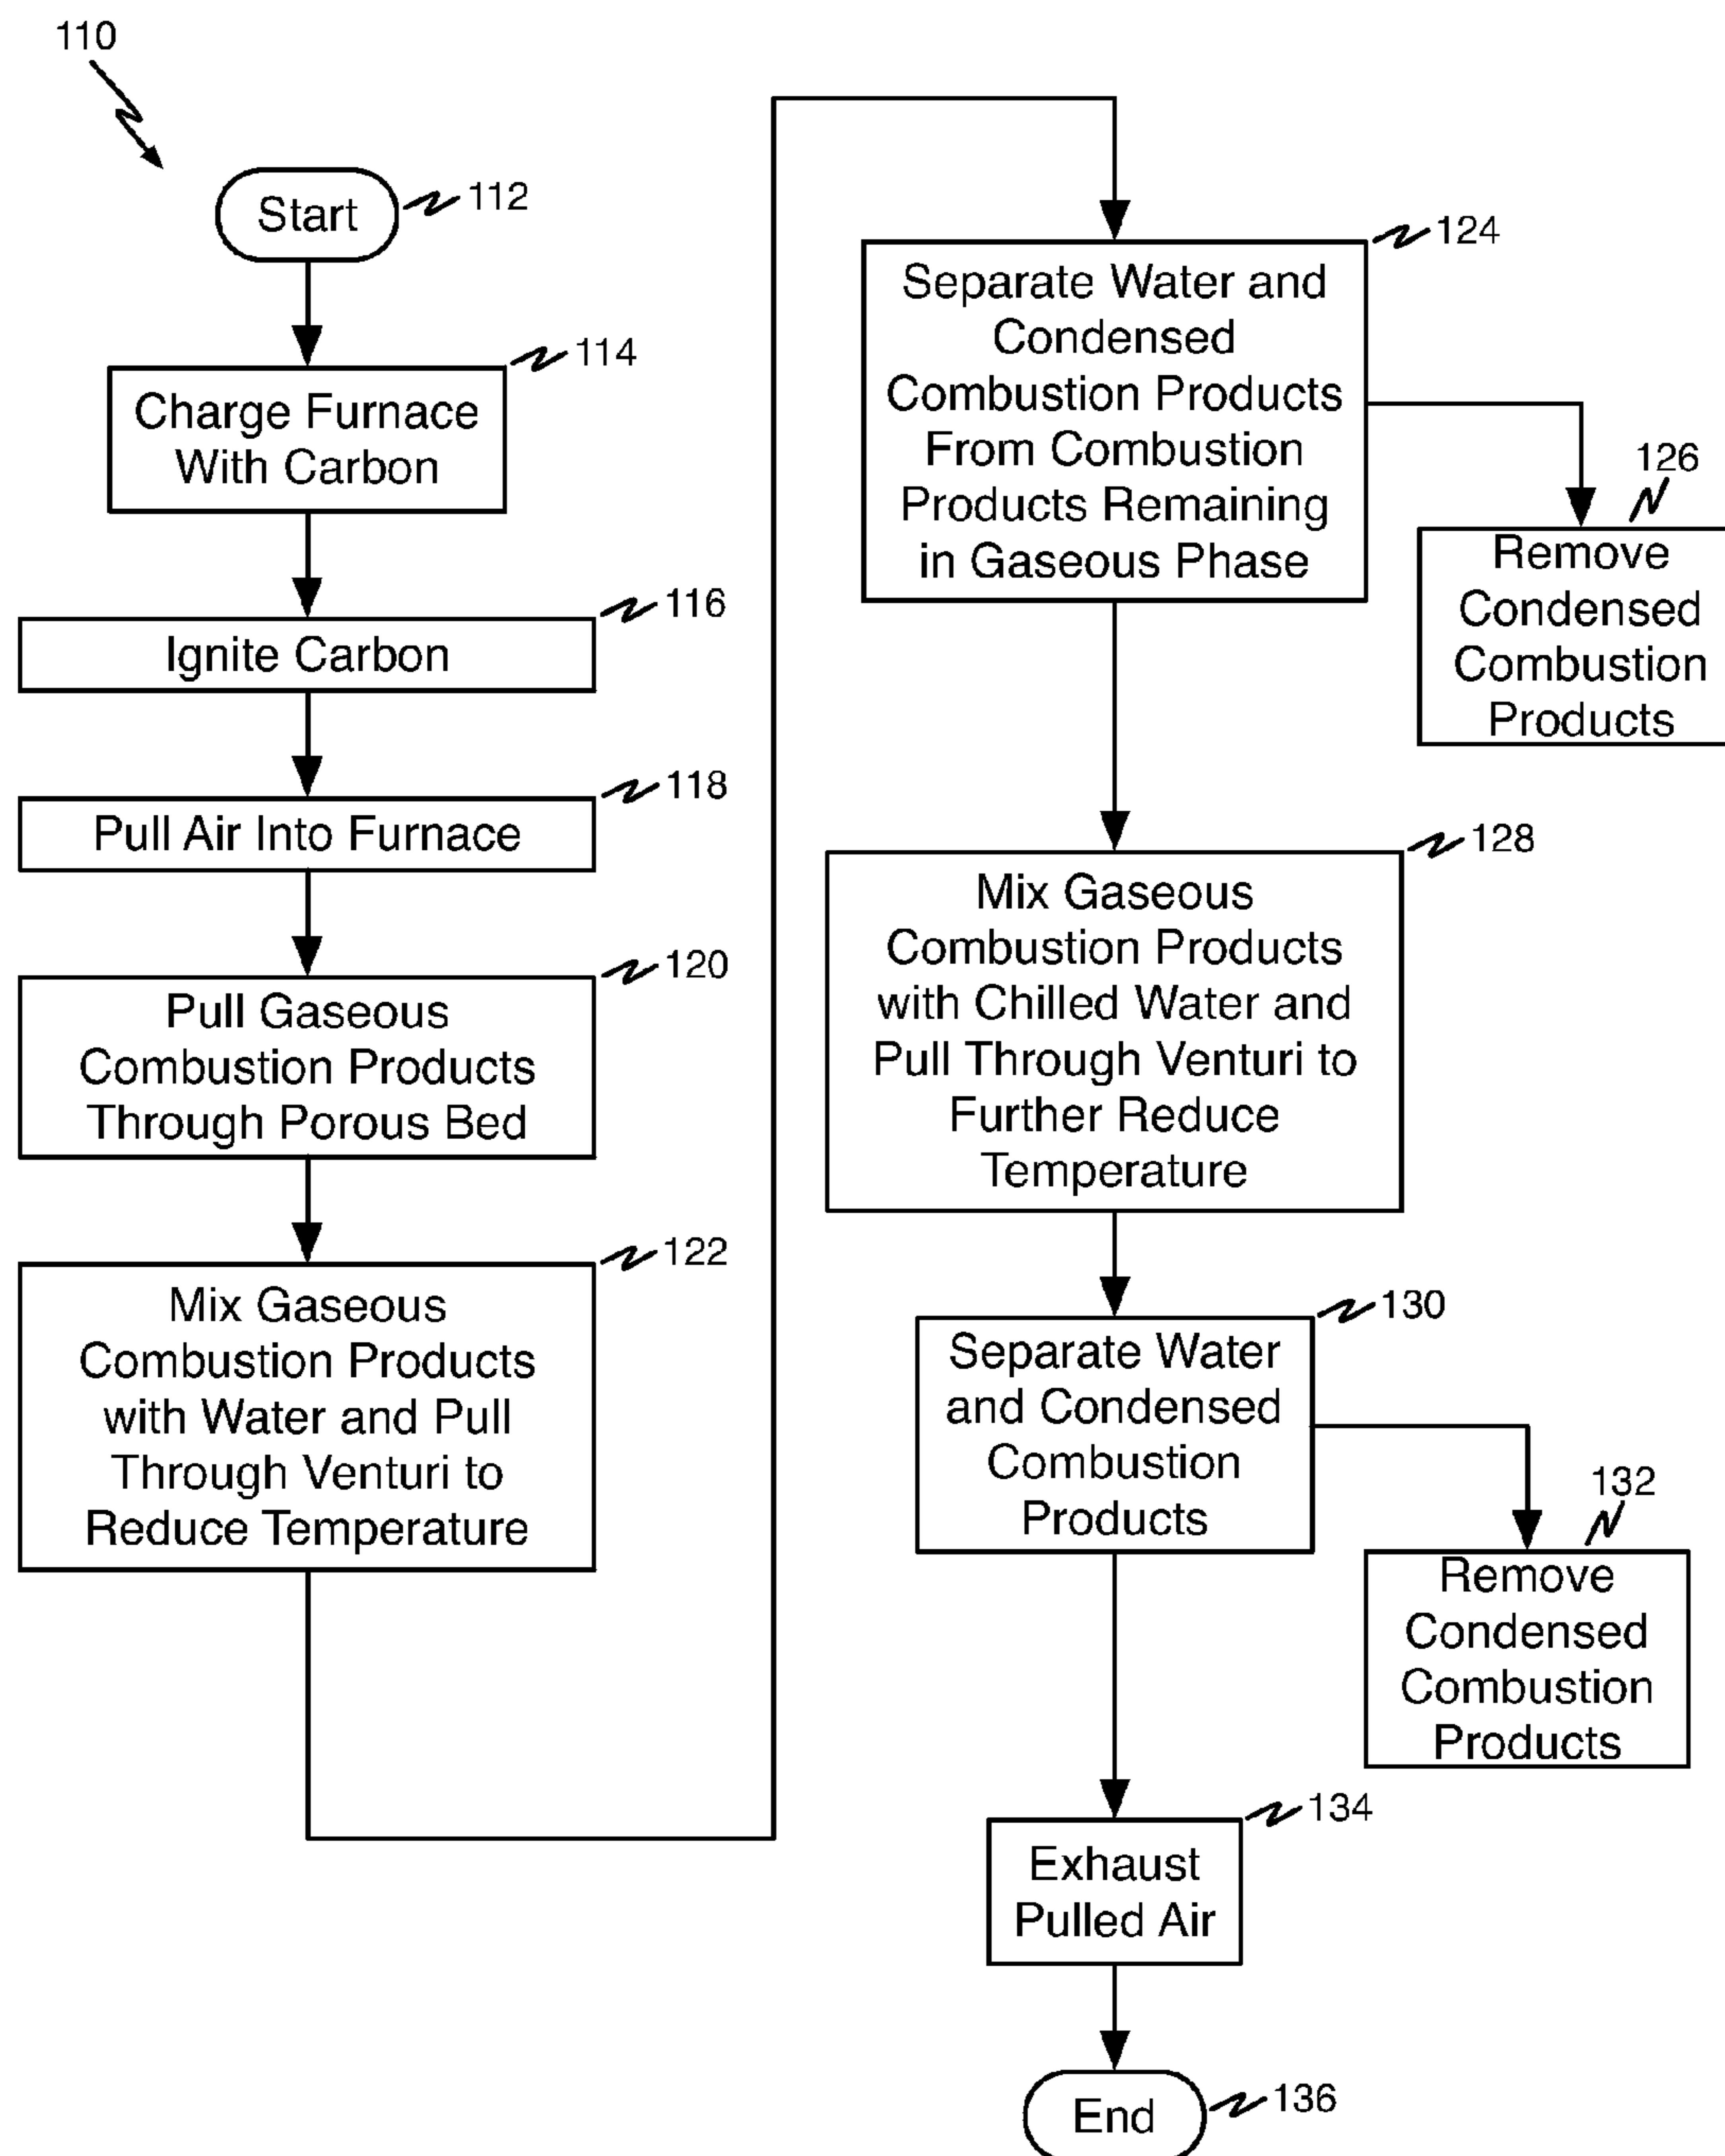 110
Start
112
114
Charge Furnace
With Carbon
116
Ignite Carbon
118
Pull Air Into Furnace
120
Pull Gaseous
Combustion Products
Through Porous Bed
122
Mix Gaseous
Combustion Products
with Water and Pull
Through Venturi to
Reduce Temperature
124
Separate Water and
Condensed
Combustion Products
From Combustion
Products Remaining
in Gaseous Phase
126
Remove
Condensed
Combustion
Products
128
Mix Gaseous
Combustion Products
with Chilled Water and
Pull Through Venturi to
Further Reduce
Temperature
130
Separate Water
and Condensed
Combustion
Products
132
Remove
Condensed
Combustion
Products
134
Exhaust
Pulled Air
End
136